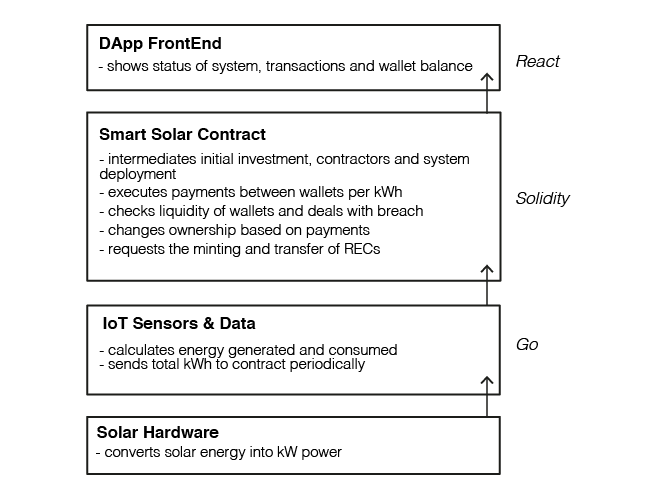 DApp FrontEnd
- shows status of system, transactions and wallet balance
React
Smart Solar Contract
- intermediates initial investment, contractors and system
deployment
- executes payments between wallets per kWh
- checks liquidity of wallets and deals with breach
- changes ownership based on payments
- requests the minting and transfer of RECs
Solidity
IoT Sensors & Data
- calculates energy generated and consumed
- sends total kWh to contract periodically
Go
Solar Hardware
- converts solar energy into kW power